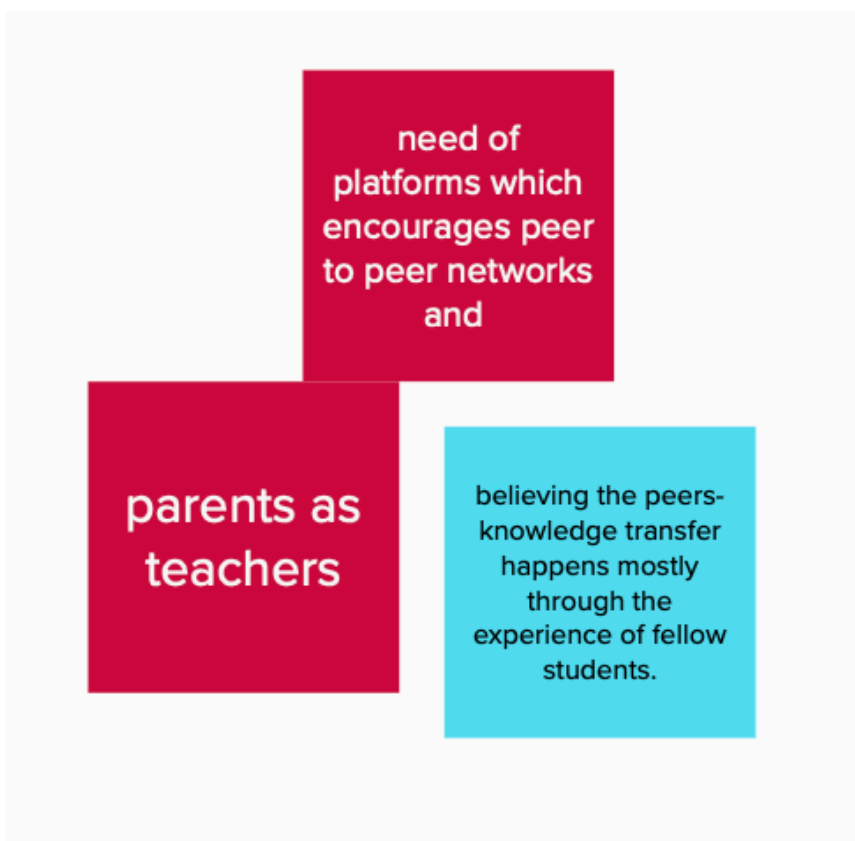 need of
platforms which
encourages peer
to peer networks
and
parents as
teachers
believing the peers-
knowledge transfer
happens mostly
through the
experience of fellow
students.